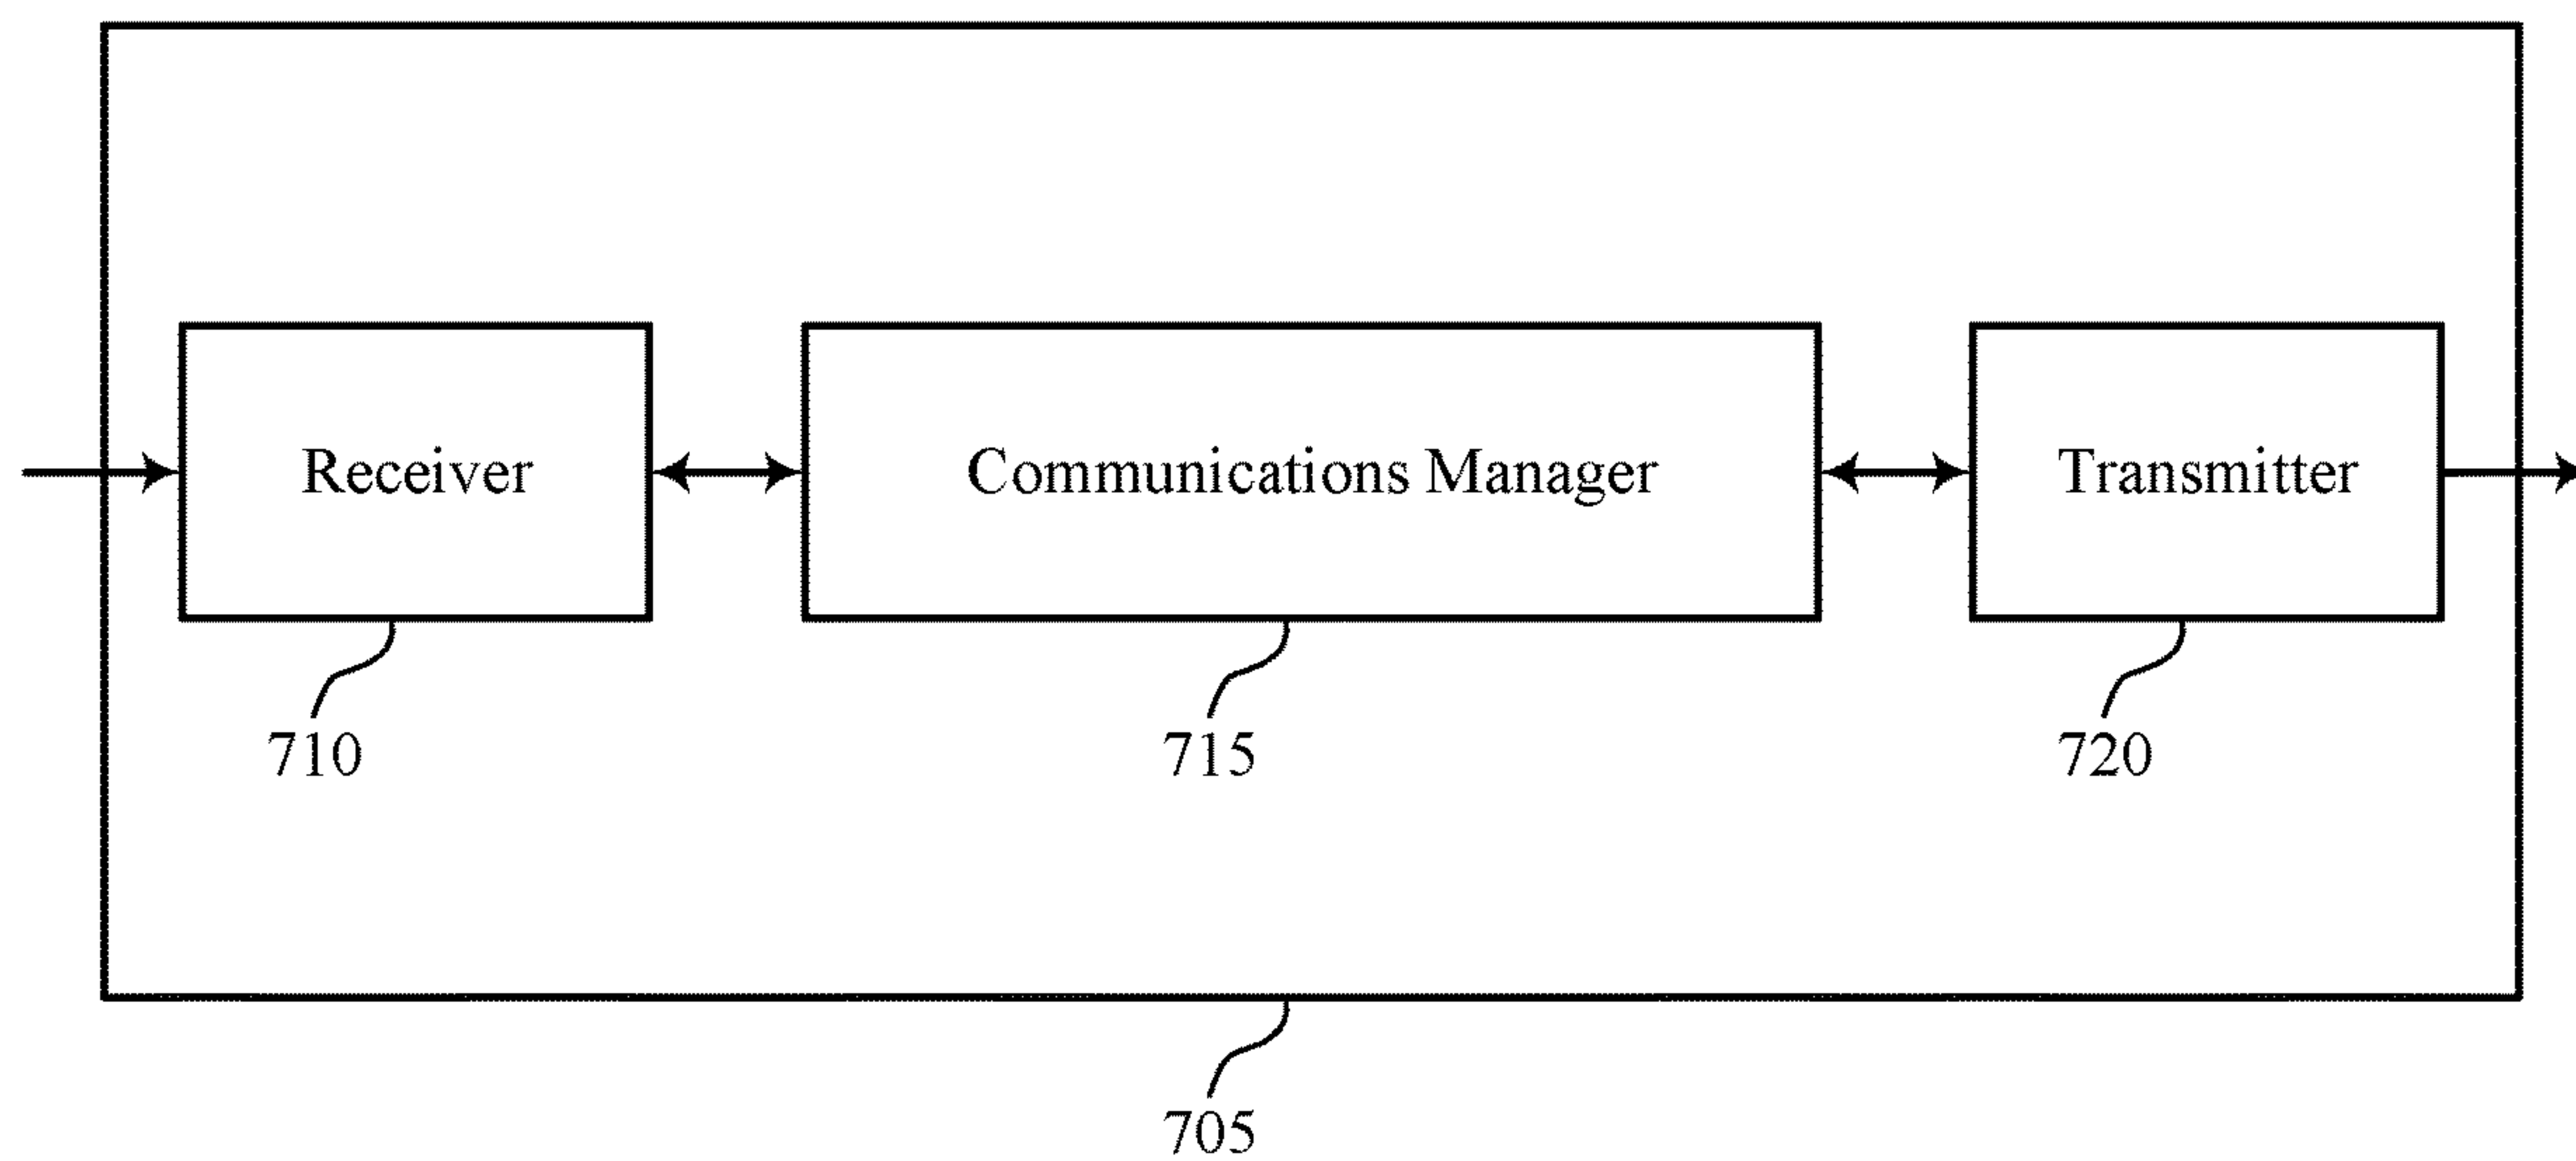 Receiver
Communications Manager
Transmitter
710
715
720
705